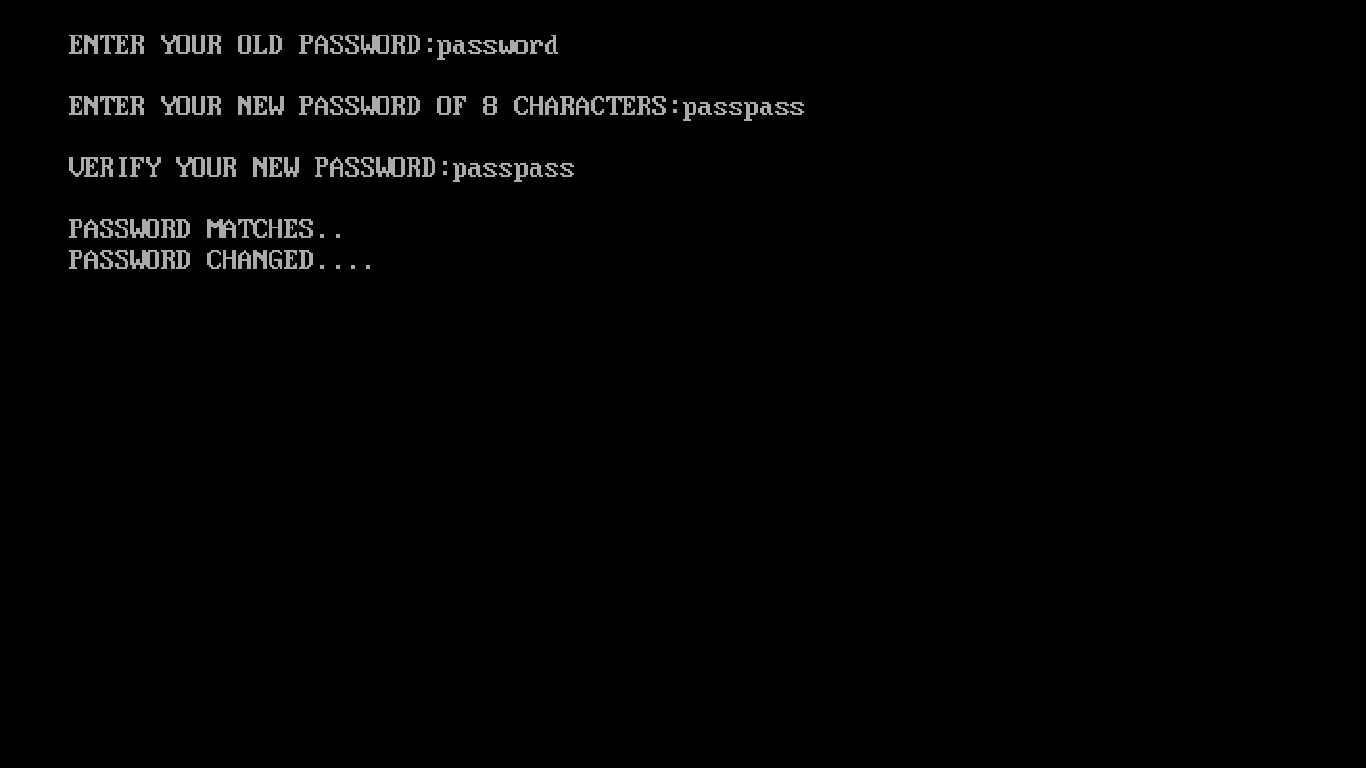 ENTER YOUR OLD PASSWORD:password
ENTER YOUR NEW PASSWORD OF 8 CHARACTERS:passpass
VERIFY YOUR NEW PASSWORD:passpass
PASSWORD MATCHES..
PASSWORD CHANGED....